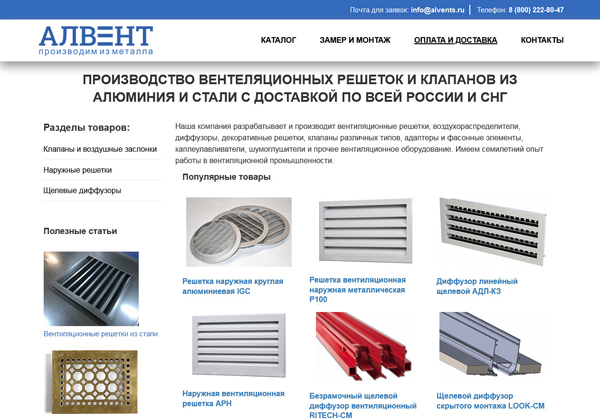 Почта для заявок: info@alvents.ru | Телефон: 8 (800) 222-80-47
АЛВЕНТ
производим из металла
КАТАЛОГ ЗАМЕР И МОНТАЖ ОПЛАТА И ДОСТАВКА КОНТАКТЫ
ПРОИЗВОДСТВО ВЕНТЕЛЯЦИОННЫХ РЕШЕТОК И КЛАПАНОВ ИЗ
АЛЮМИНИЯ И СТАЛИ С ДОСТАВКОЙ ПО ВСЕЙ РОССИИ И СНГ
Разделы товаров:
Клапаны и воздушные заслонки
Наружные решетки
Щелевые диффузоры
Полезные статьи
Вентиляционные решетки из стали
Наша компания разрабатывает и производит вентиляционные решетки, воздухораспределители,
диффузоры, декоративные решетки, клапаны различных типов, адаптеры и фасонные элементы,
каплеулавливатели, шумоглушители и прочее вентиляционное оборудование. Имеем семилетний опыт
работы в вентиляционной промышленности.
Популярные товары
Решетка наружная круглая
алюминиевая IGC
Решетка вентиляционная
наружная металлическая
Р100
Диффузор линейный
щелевой АДЛ-КЗ
Наружная вентиляционная
решетка АРН
Безрамочный щелевой
диффузор вентиляционный
RITECH-СМ
Щелевой диффузор
скрытого монтажа LOOK-СМ